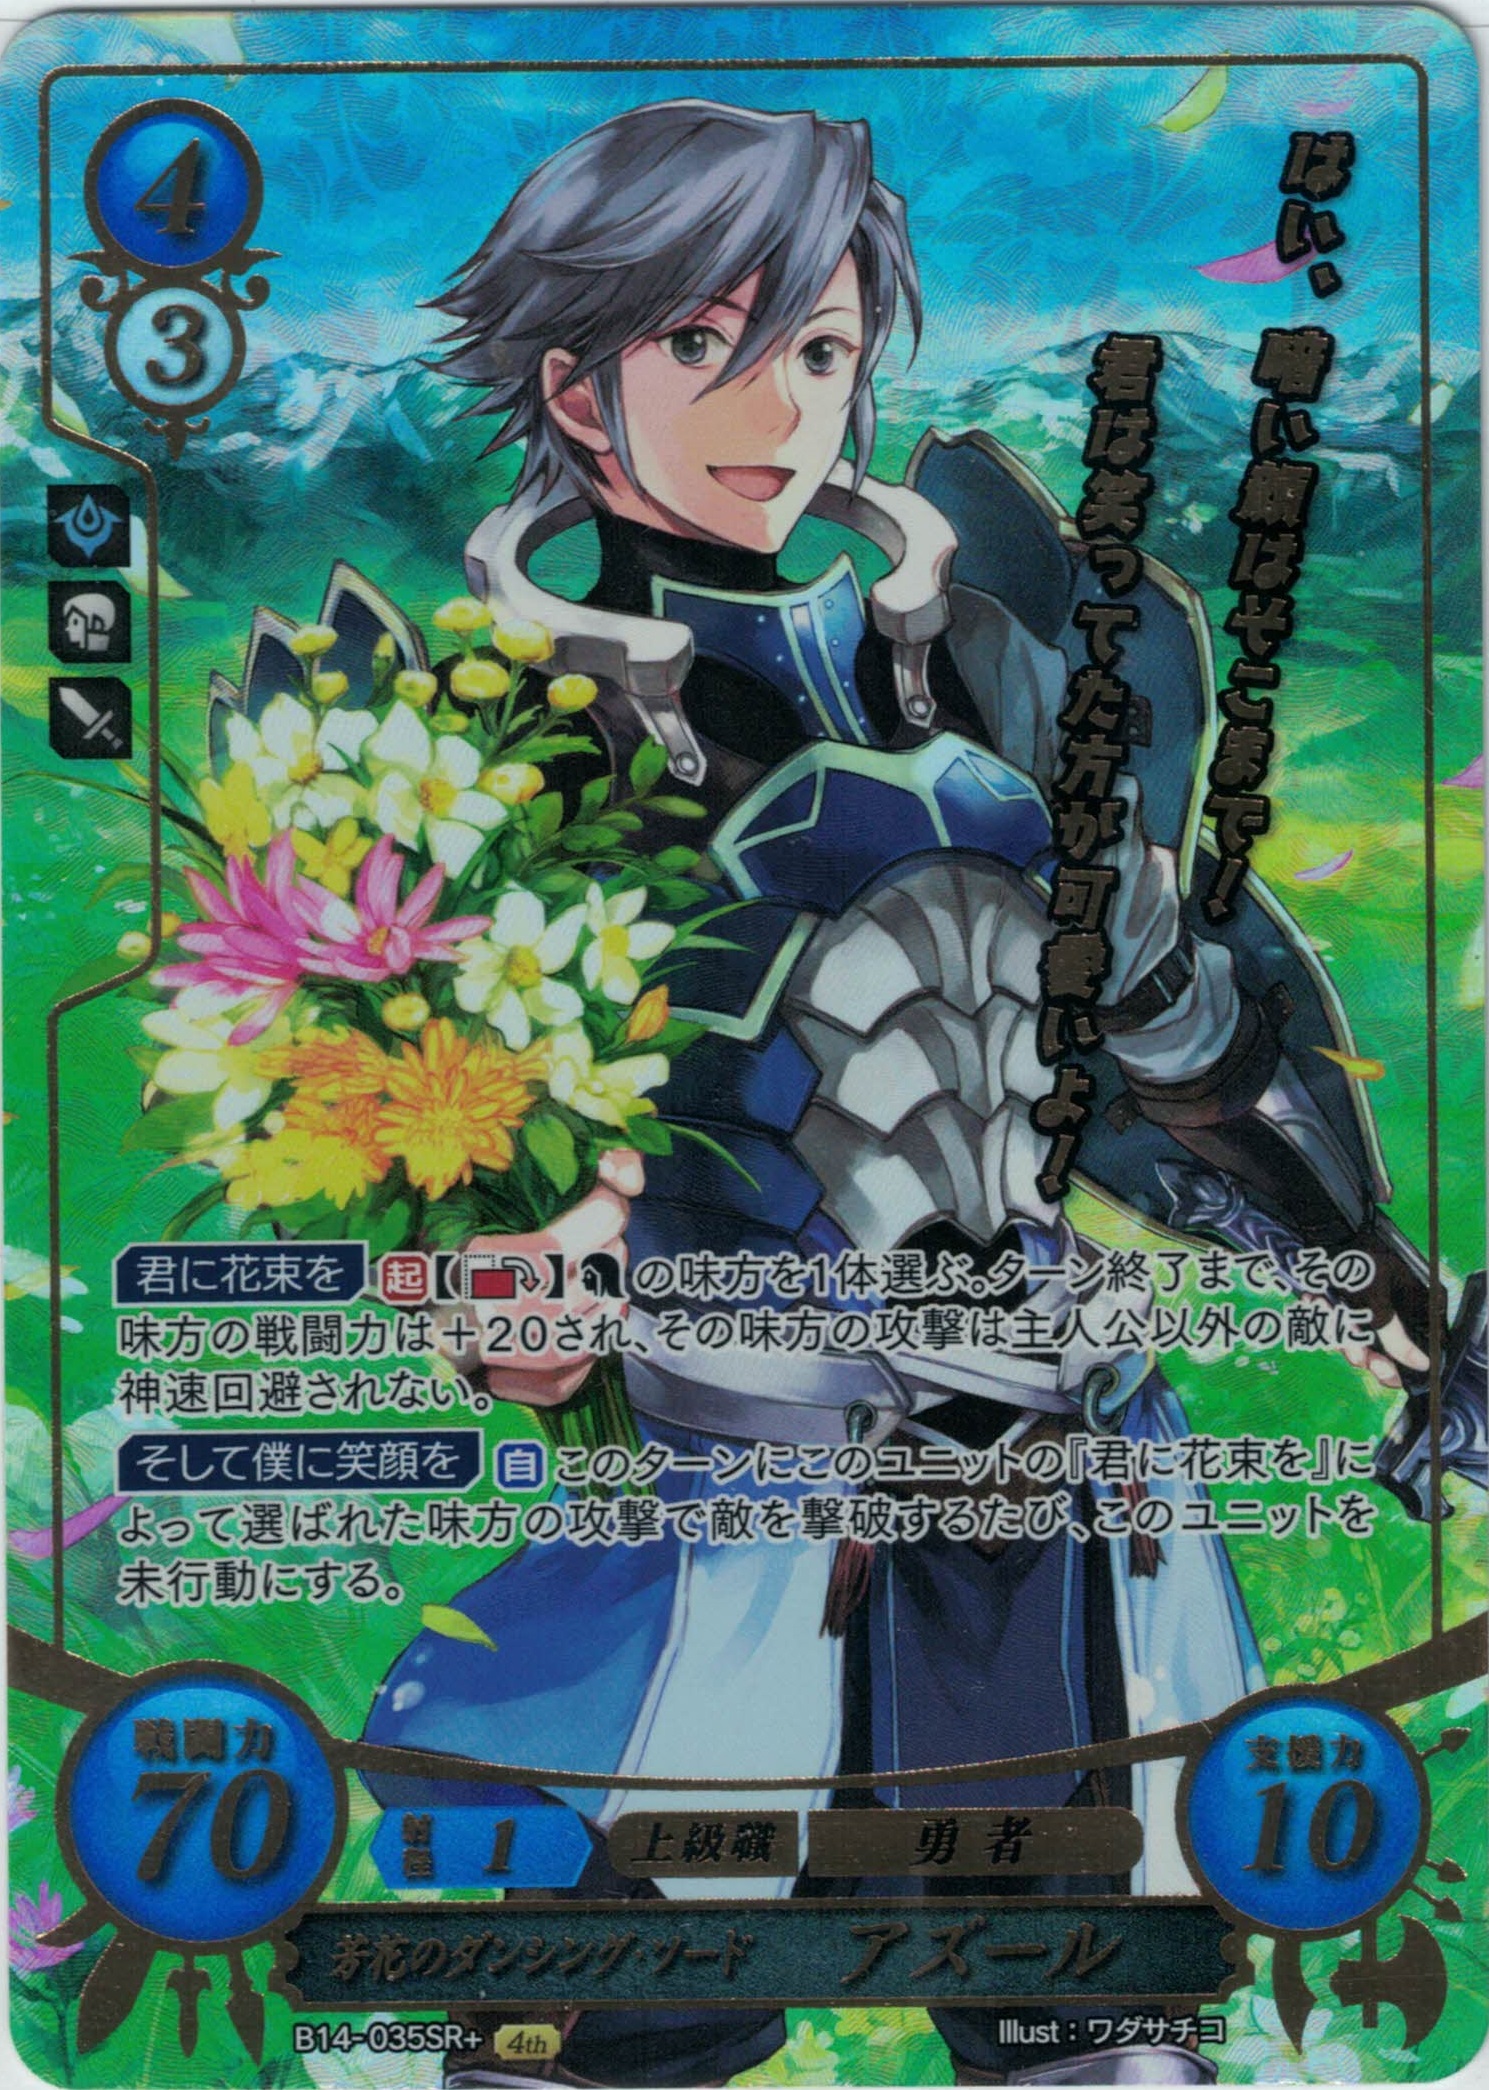 4
3
はい、暗い顔はそこまで!
君は笑ってた方が可愛いよ!
君に花束を 起【】の味方を1体選ぶ。ターン終了まで、その
味方の戦闘力は+20され、その味方の攻撃は主人公以外の敵に
神速回避されない。
そして僕に笑顔を 自 このターンにこのユニットの『君に花束を』に
よって選ばれた味方の攻撃で敵を撃破するたび、このユニットを
未行動にする。
戦闘力
70
射程 1 上級職 勇者
支援力
10
芳花のダンシング・ソード アズール
B14-035SR+ 4th Illust:ワダサチコ